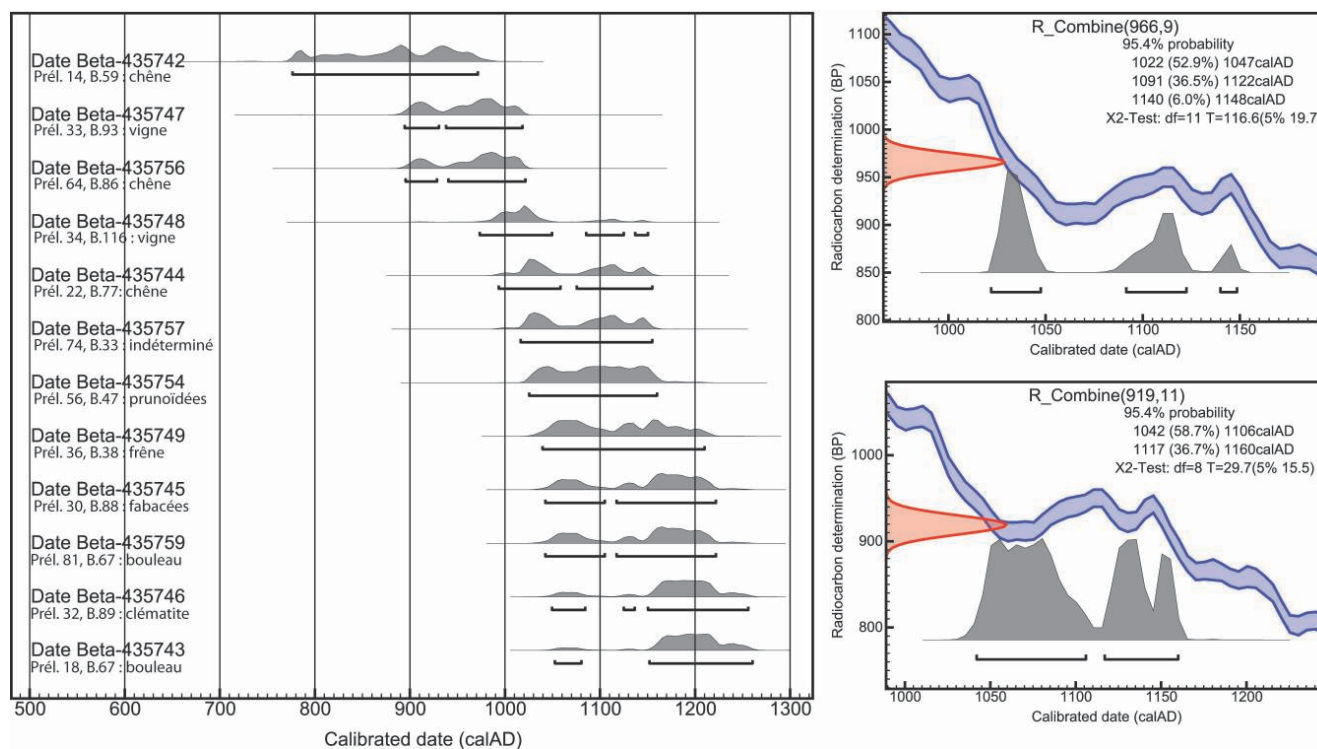 Date Beta-435742
Prél. 14, B.59 : chêne
Date Beta-435747
Prél. 33, B.93 : vigne
Date Beta-435756
Prél. 64, B.86 : chêne
Date Beta-435748
Prél. 34, B.116 : vigne
Date Beta-435744
Prél. 22, B.77 : chêne
Date Beta-435757
Prél. 74, B.33 : indéterminé
Date Beta-435754
Prél. 56, B.47 : prunoïdées
Date Beta-435749
Prél. 36, B.38 : frêne
Date Beta-435745
Prél. 30, B.88 : fabacées
Date Beta-435759
Prél. 81, B.67 : bouleau
Date Beta-435746
Prél. 32, B.89 : clématite
Date Beta-435743
Prél. 18, B.67 : bouleau
500 600 700 800 900 1000 1100 1200 1300
Calibrated date (calAD)
R_Combine(966,9)
95.4% probability
1022 (52.9%) 1047calAD
1091 (36.5%) 1122calAD
1140 (6.0%) 1148calAD
X2-Test: df=11 T=116.6(5% 19.7
Radiocarbon determination (BP)
1100
1050
1000
950
900
850
800
1000 1050 1100 1150
Calibrated date (calAD)
R_Combine(919,11)
95.4% probability
1042 (58.7%) 1106calAD
1117 (36.7%) 1160calAD
X2-Test: df=8 T=29.7(5% 15.5)
Radiocarbon determination (BP)
1000
900
800
1000 1050 1100 1150 1200
Calibrated date (calAD)